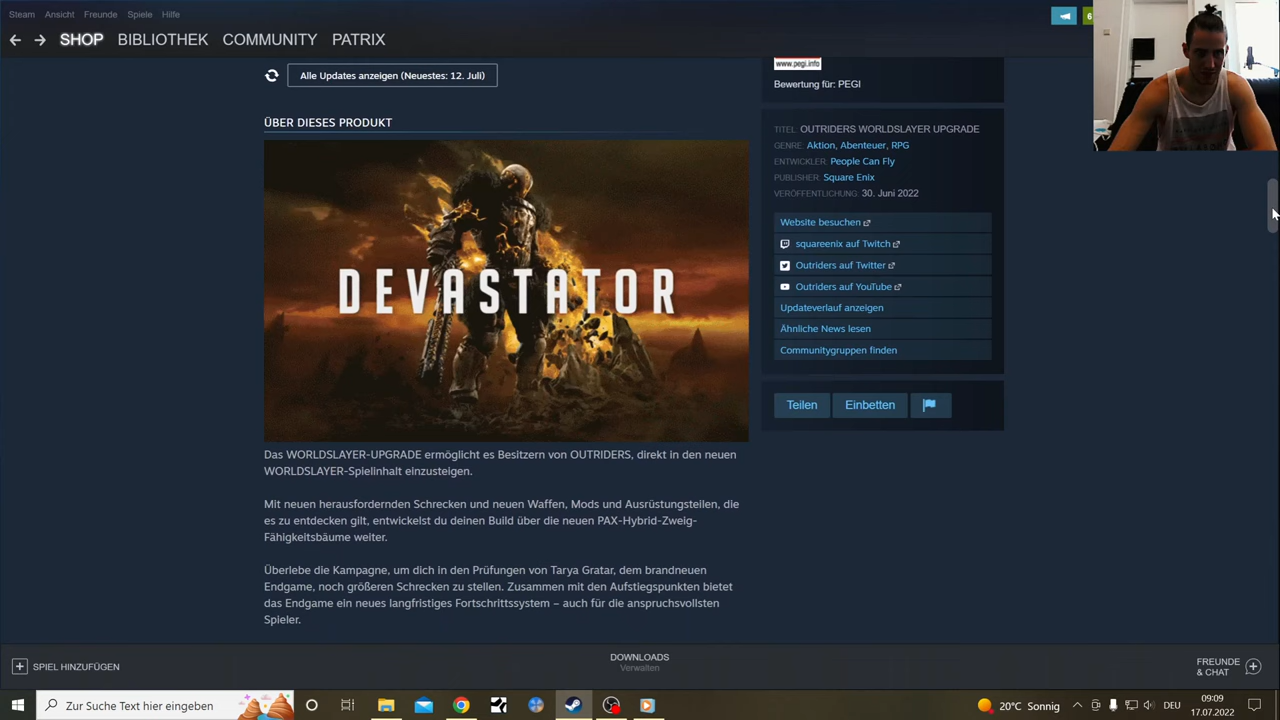 Steam Ansicht Freunde Spiele Hilfe
SHOP BIBLIOTHEK COMMUNITY PATRIX
Alle Updates anzeigen (Neuestes: 12. Juli)
www.pegi.info
Bewertung für: PEGI
ÜBER DIESES PRODUKT
DEVASTATOR
Das WORLDSLAYER-UPGRADE ermöglicht es Besitzern von OUTRIDERS, direkt in den neuen
WORLDSLAYER-Spielinhalt einzusteigen.
Mit neuen herausfordernden Schrecken und neuen Waffen, Mods und Ausrüstungsteilen, die
es zu entdecken gilt, entwickelst du deinen Build über die neuen PAX-Hybrid-Zweig-
Fähigkeitsbäume weiter.
Überlebe die Kampagne, um dich in den Prüfungen von Tarya Gratar, dem brandneuen
Endgame, noch größeren Schrecken zu stellen. Zusammen mit den Aufstiegspunkten bietet
das Endgame ein neues langfristiges Fortschrittssystem – auch für die anspruchsvollsten
Spieler.
TITEL: OUTRIDERS WORLDSLAYER UPGRADE
GENRE: Aktion, Abenteuer, RPG
ENTWICKLER: People Can Fly
PUBLISHER: Square Enix
VERÖFFENTLICHUNG: 30. Juni 2022
Website besuchen
squareenix auf Twitch
Outriders auf Twitter
Outriders auf YouTube
Updateverlauf anzeigen
Ähnliche News lesen
Communitygruppen finden
Teilen Einbetten
SPIEL HINZUFÜGEN
DOWNLOADS
Verwalten
FREUNDE
& CHAT
Zur Suche Text hier eingeben
20°C Sonnig
DEU
09:09
17.07.2022